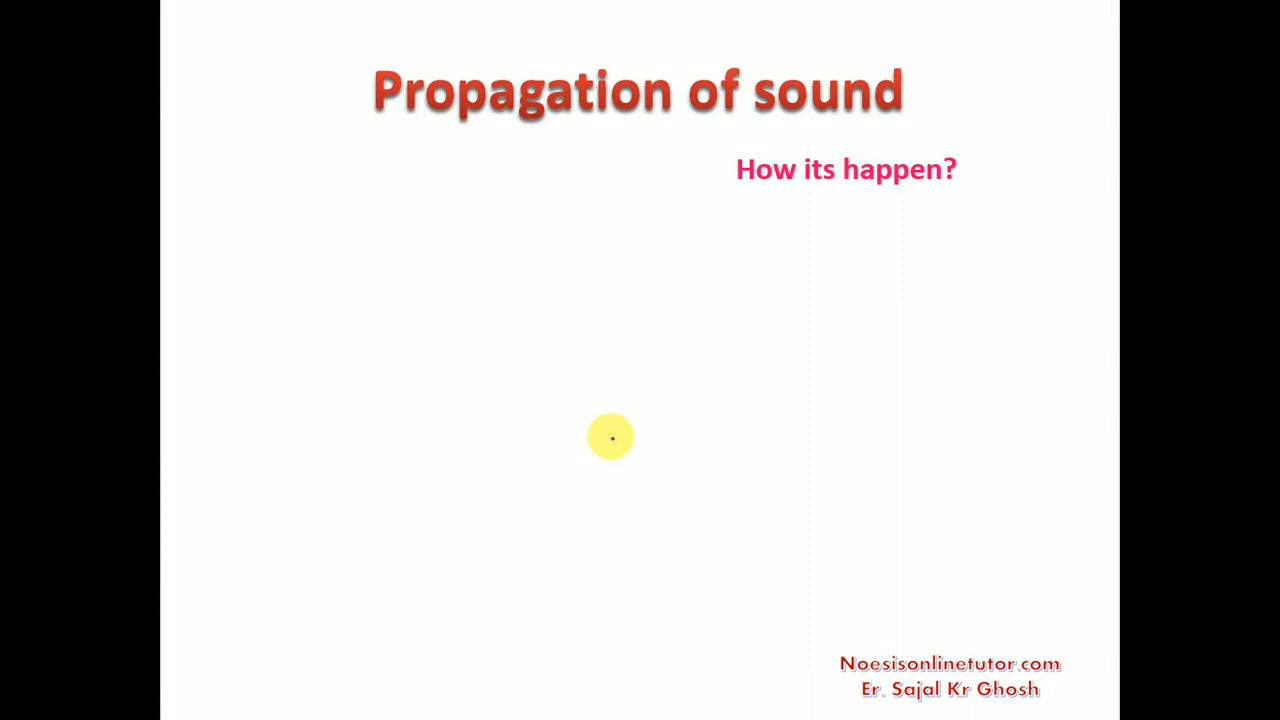 Propagation of sound
How its happen?
Noesisonlinetutor.com
Er. Sajal Kr Ghosh